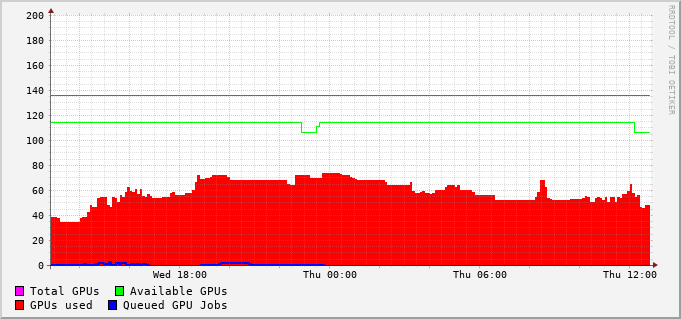 200
180
160
140
120
100
80
60
40
20
0
Wed 18:00 Thu 00:00 Thu 06:00 Thu 12:00
Total GPUs Available GPUs
GPUs used Queued GPU Jobs
RRDTOOL / TOBI OETIKER